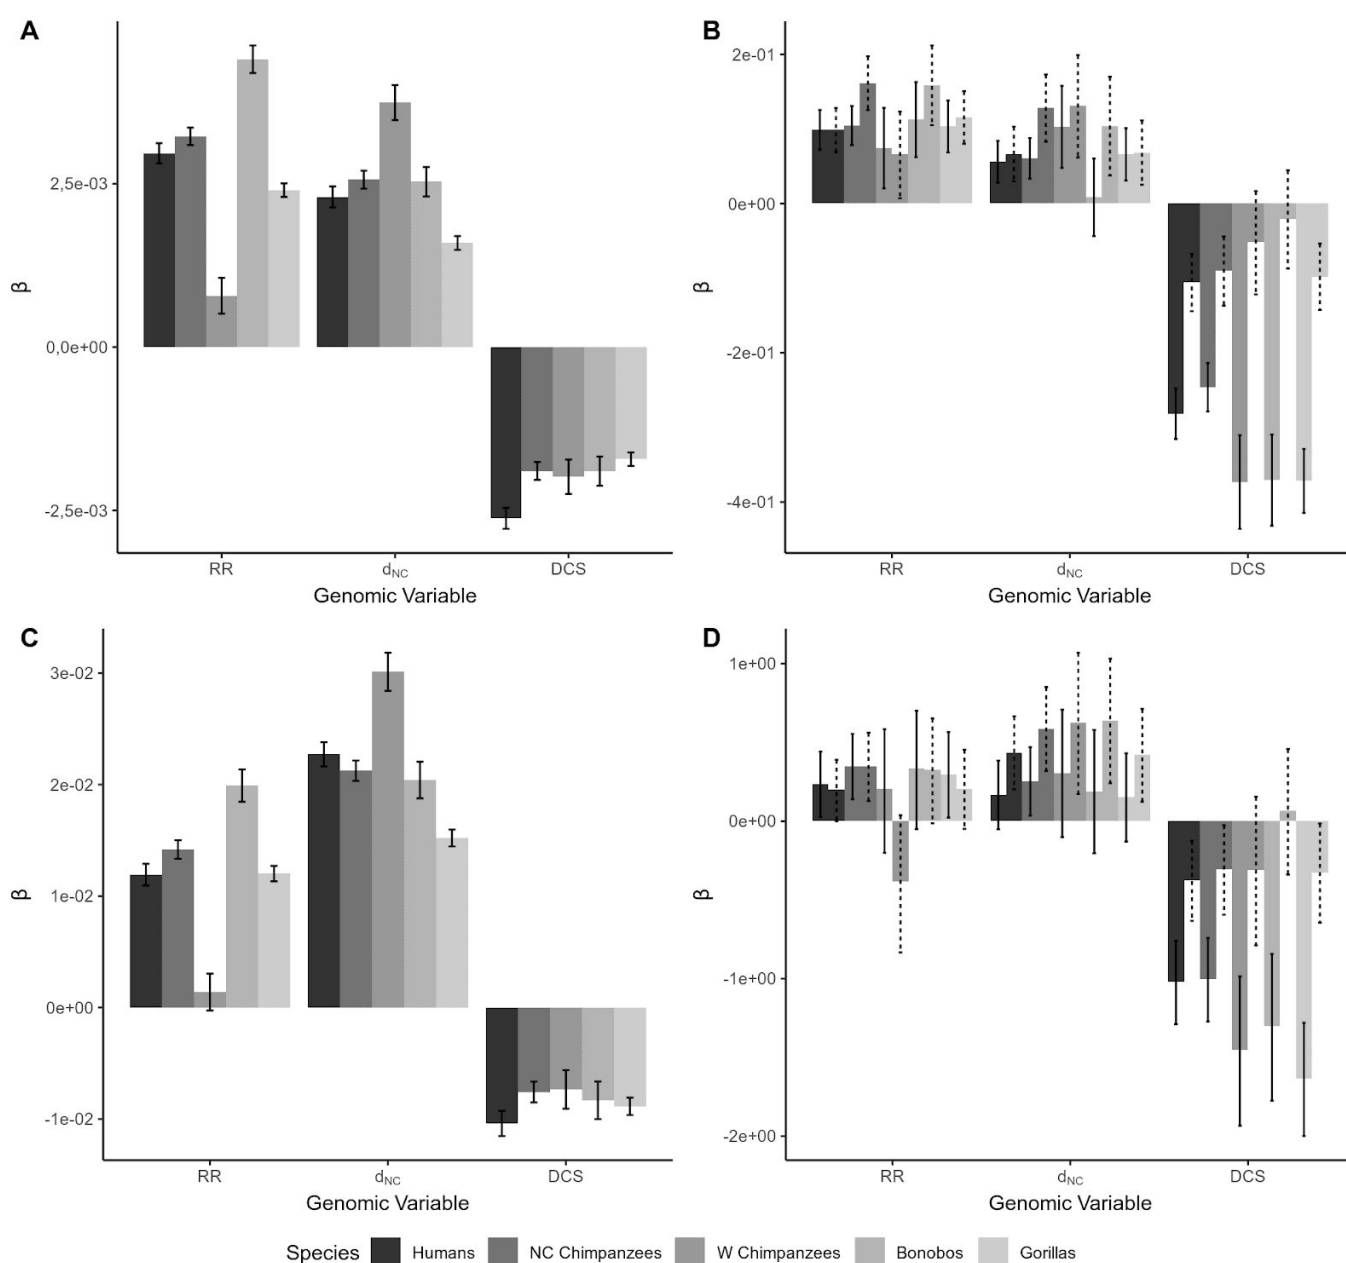 A
2,5e-03
0,0e+00
-2,5e-03
β
RR
dNC
DCS
Genomic Variable
B
2e-01
0e+00
-2e-01
-4e-01
β
RR
dNC
DCS
Genomic Variable
C
3e-02
2e-02
1e-02
0e+00
-1e-02
β
RR
dNC
DCS
Genomic Variable
D
1e+00
0e+00
-1e+00
-2e+00
β
RR
dNC
DCS
Genomic Variable
Species Humans NC Chimpanzees W Chimpanzees Bonobos Gorillas